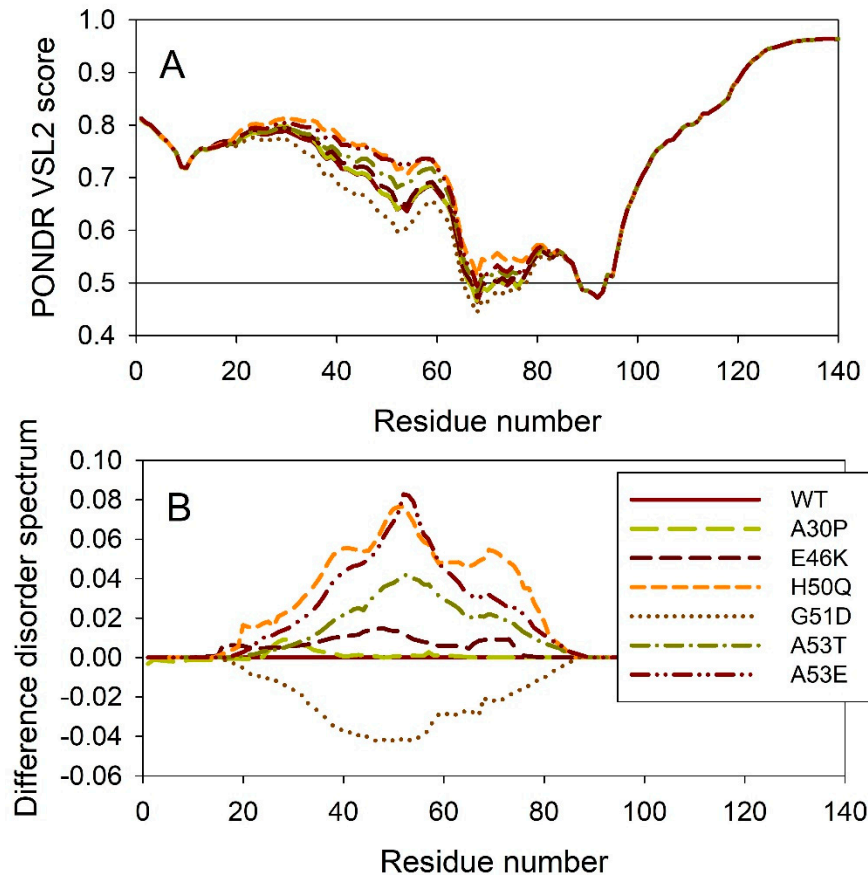 A
PONDR VSL2 score
1.0
0.9
0.8
0.7
0.6
0.5
0.4
0 20 40 60 80 100 120 140
Residue number
B
Difference disorder spectrum
0.10
0.08
0.06
0.04
0.02
0.00
-0.02
-0.04
-0.06
WT
A30P
E46K
H50Q
G51D
A53T
A53E
0 20 40 60 80 100 120 140
Residue number